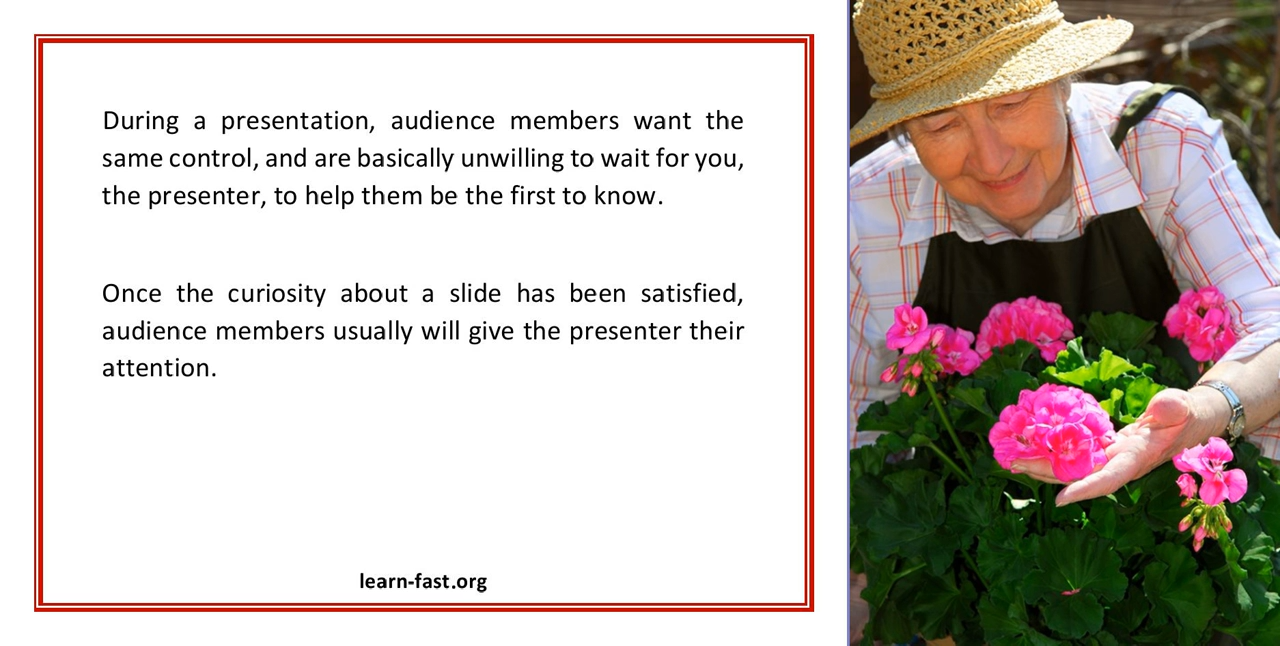 During a presentation, audience members want the
same control, and are basically unwilling to wait for you,
the presenter, to help them be the first to know.
Once the curiosity about a slide has been satisfied,
audience members usually will give the presenter their
attention.
learn-fast.org